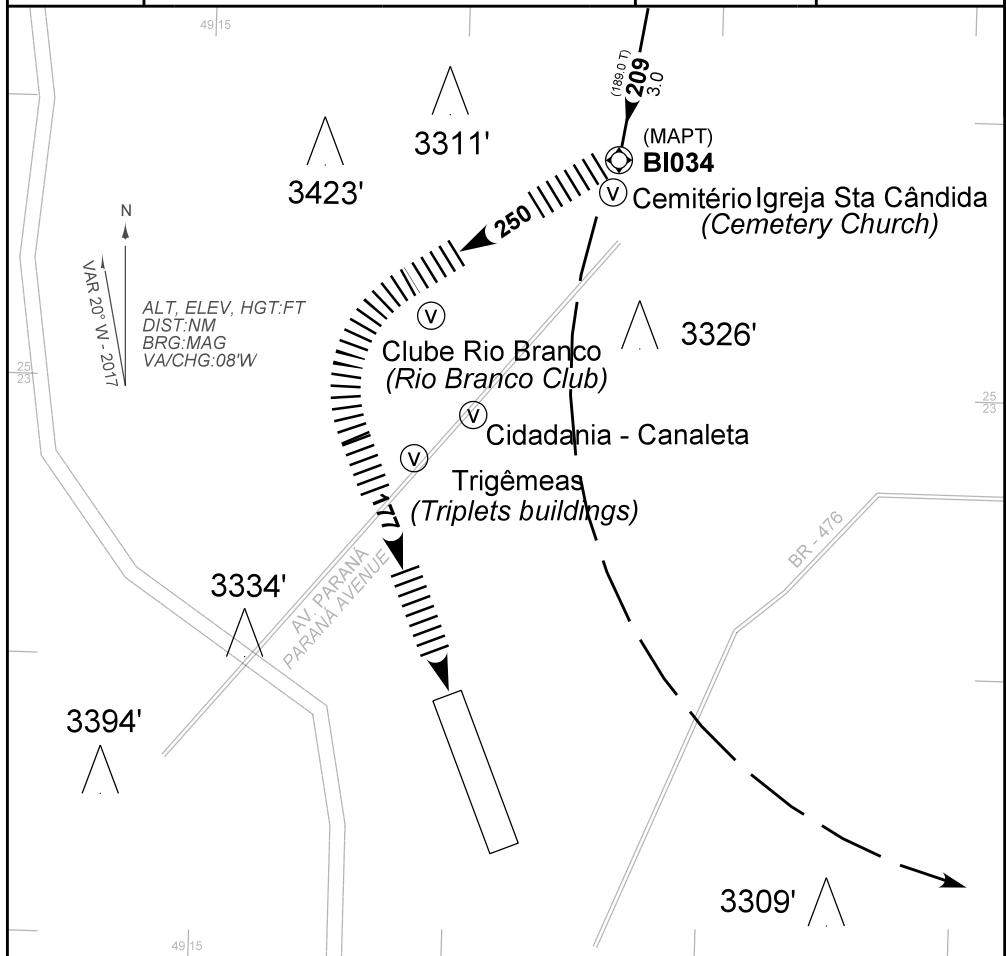 49 15
(189.0 T)
209
3.0
(MAPT)
BI034
3311'
3423'
Cemitério Igreja Sta Cândida
(Cemetery Church)
250
N
VAR 20° W - 2017
ALT, ELEV, HGT:FT
DIST:NM
BRG:MAG
VA/CHG:08'W
V
V
3326'
Clube Rio Branco
(Rio Branco Club)
25
23
25
23
V
Cidadania - Canaleta
V
Trigêmeas
(Triplets buildings)
177
BR - 476
AV. PARANÁ
PARANÁ AVENUE
3334'
3394'
3309'
49 15